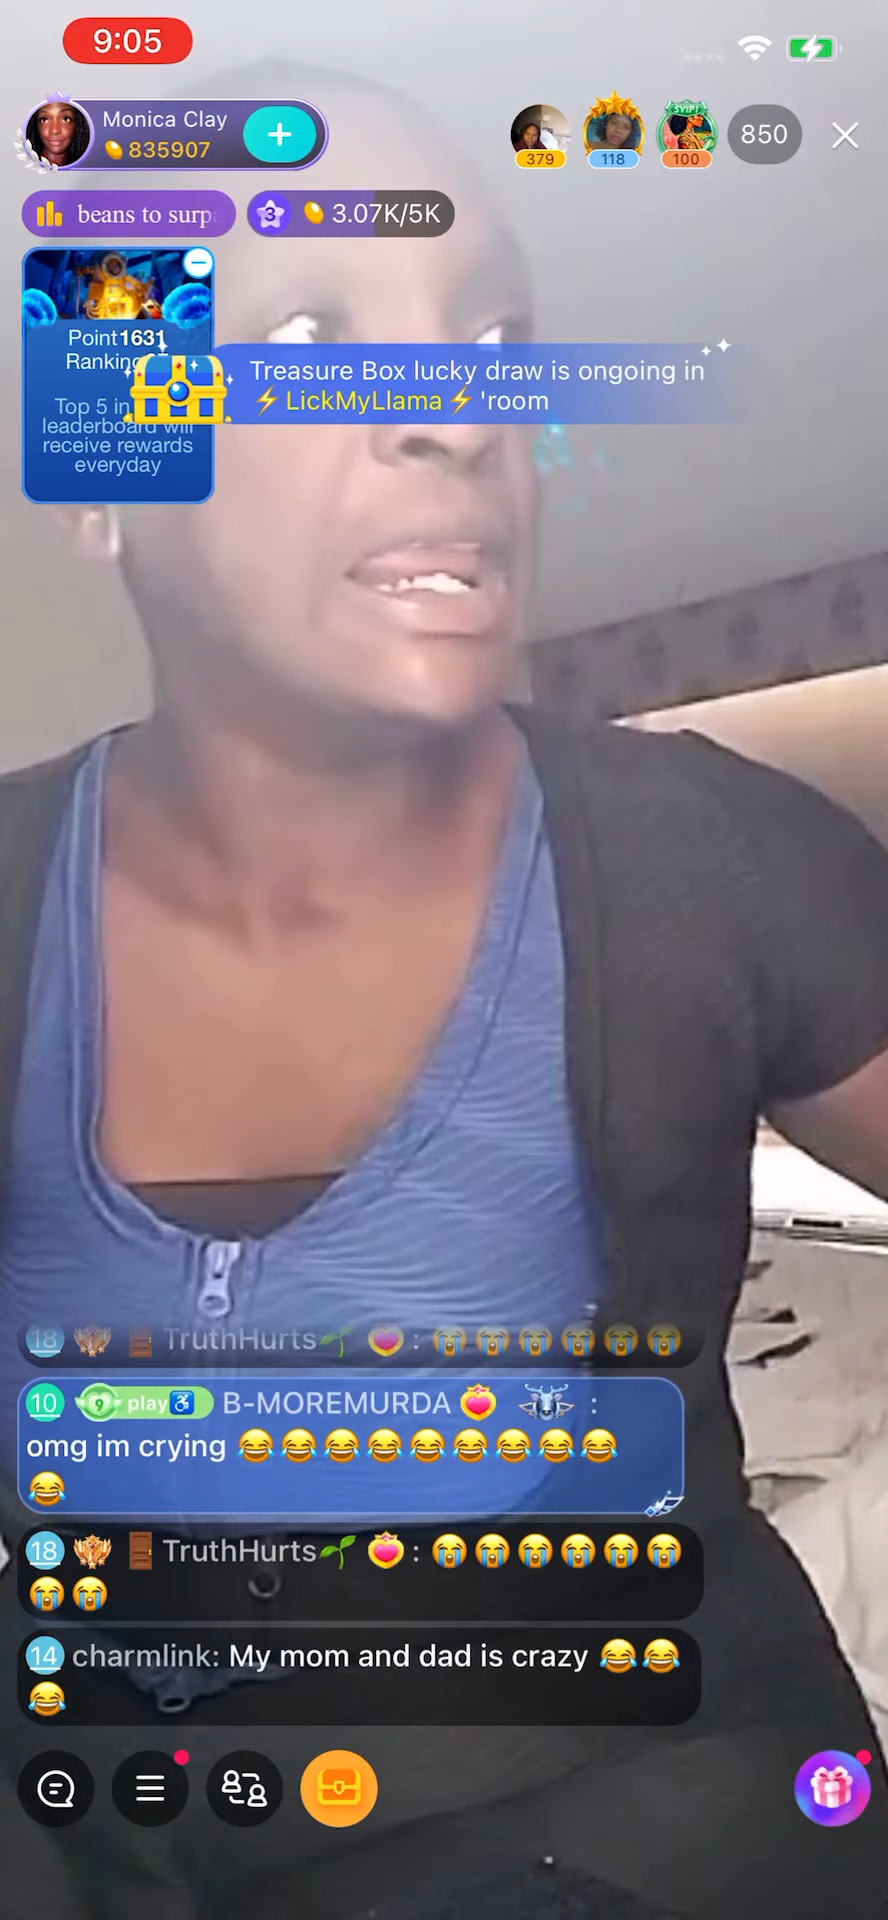 9:05
Monica Clay
835907
379
118
100
SVIP1
850
beans to surp
3
3.07K/5K
Point1631
Ranking
Top 5 in
leaderboard will
receive rewards
everyday
Treasure Box lucky draw is ongoing in
⚡LickMyLlama⚡'room
18 🚪 TruthHurts🌱 : 😭😭😭😭😭😭
10 9 play♿ B-MOREMURDA :
omg im crying 😂😂😂😂😂😂😂😂😂
😂
18 🚪 TruthHurts🌱 : 😭😭😭😭😭😭
😭😭
14 charmlink: My mom and dad is crazy 😂😂
😂